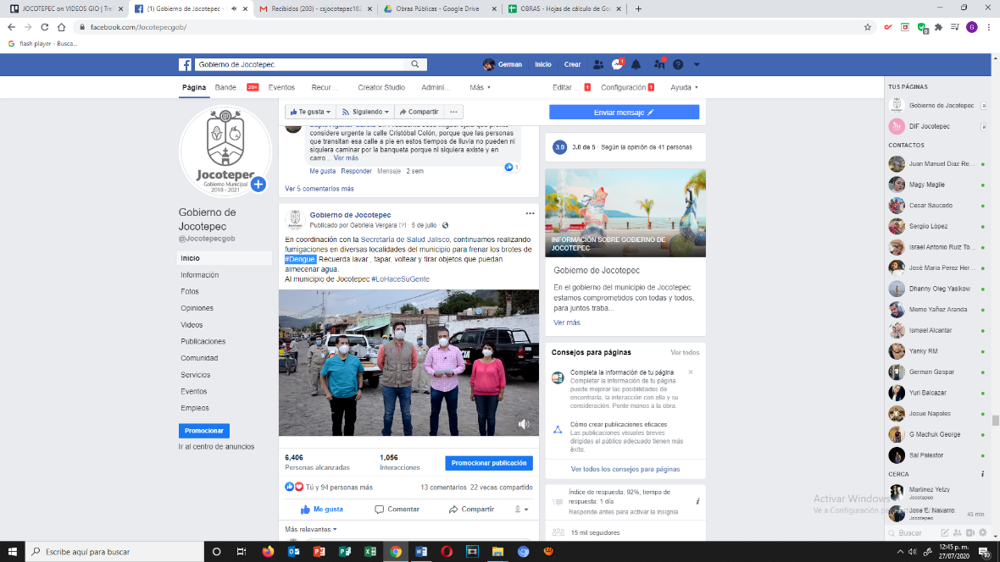 JOCOTEPEC on VIDEOS GIO | Tre
(1) Gobierno de Jocotepec -
Recibidos (203) - csjocotepec182
Obras Públicas - Google Drive
OBRAS - Hojas de cálculo de Goo
facebook.com/Jocotepecgob/
G
flash player - Busca...
Gobierno de Jocotepec
German
Inicio
Crear
1
Página
Bande...
20+
Eventos
Recur...
Creator Studio
Admini...
Más
Editar ...
1
Configuración
1
Ayuda
Te gusta
Siguiendo
Compartir
Enviar mensaje
considere urgente la calle Cristóbal Colón, porque que las personas
que transitan esa calle a pie en estos tiempos de lluvia no pueden ni
siquiera caminar por la banqueta porque ni siquiera existe y en
carro... Ver más
1
Me gusta Responder Mensaje 2 sem
Ver 5 comentarios más
Jocotepec
Gobierno Municipal
2018 - 2021
Gobierno de
Jocotepec
@Jocotepecgob
Inicio
Información
Fotos
Opiniones
Videos
Publicaciones
Comunidad
Servicios
Eventos
Empleos
Promocionar
Ir al centro de anuncios
Gobierno de Jocotepec
Publicado por Gabriela Vergara [?] · 5 de julio ·
En coordinación con la Secretaría de Salud Jalisco, continuamos realizando
fumigaciones en diversas localidades del municipio para frenar los brotes de
#Dengue. Recuerda lavar , tapar, voltear y tirar objetos que puedan
almecenar agua.
Al municipio de Jocotepec #LoHaceSuGente
6,406
Personas alcanzadas
1,056
Interacciones
Promocionar publicación
Tú y 94 personas más
13 comentarios 22 veces compartido
Me gusta
Comentar
Compartir
Más relevantes
3.0
3.0 de 5 · Según la opinión de 41 personas
INFORMACIÓN SOBRE GOBIERNO DE
JOCOTEPEC
Gobierno de Jocotepec
En el gobierno del municipio de Jocotepec
estamos comprometidos con todas y todos,
para juntos traba...
Ver más
Consejos para páginas
Ver todos
Completa la información de tu página
Completar la información de tu página
puede mejorar las posibilidades de
encontrarla, la interacción con ella y su
consideración. Ponte manos a la obra.
Cómo crear publicaciones eficaces
Las publicaciones visuales breves
dirigidas al público adecuado tienen más
éxito.
Ver todos los consejos para páginas
Índice de respuesta: 92%; tiempo de
respuesta: 1 día
Responde antes para activar la insignia
15 mil seguidores
TUS PÁGINAS
Gobierno de Jocotepec
DIF Jocotepec
CONTACTOS
Juan Manuel Díaz Re...
Magy Maglle
Cesar Saucedo
Sergiio López
Israel Antonio Ruiz To...
José María Perez Her...
Dhanny Oleg Yasikow
Memo Yañez Aranda
Ismael Alcantar
Yanky RM
German Gaspar
Yuri Balcazar
Josue Napoles
G Machuk George
Sal Pelestor
CERCA
Martinez Yetzy
Jocotepec
Jose E. Navarro
Jocotepec
45 min
Buscar
Activar Windows
Ve a Configuración
Escribe aquí para buscar
12:45 p. m.
27/07/2020
10